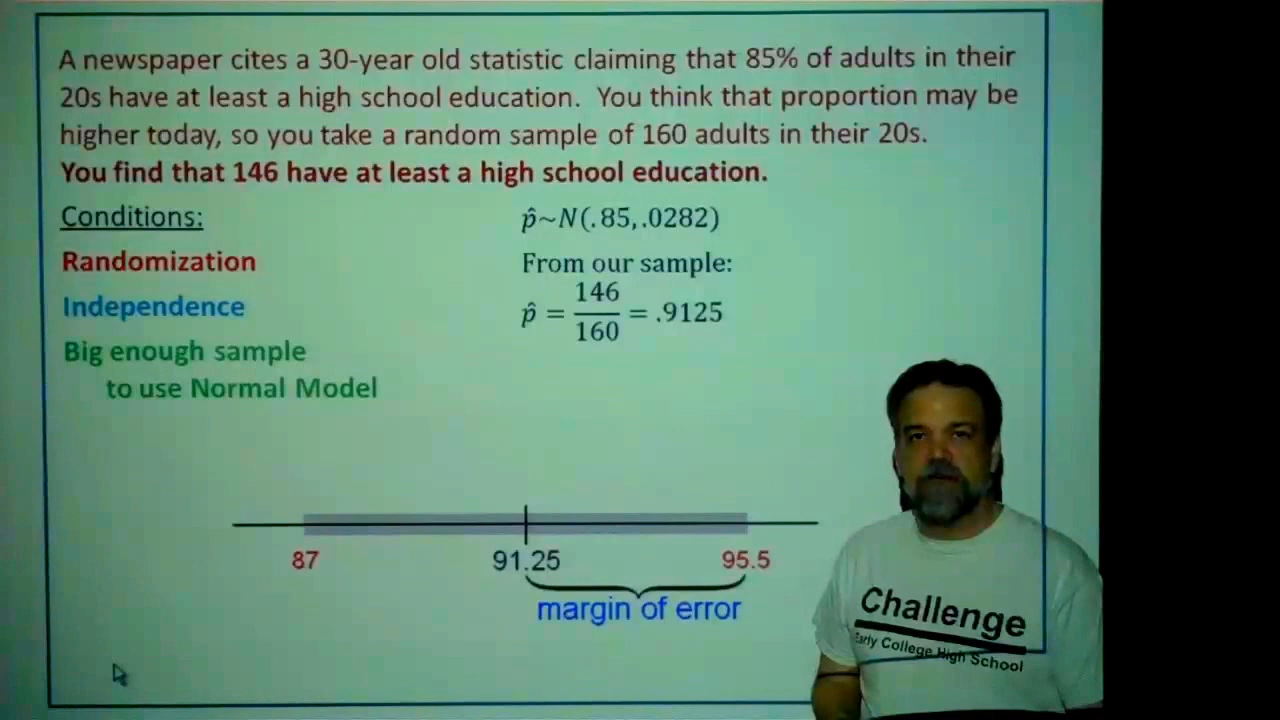 A newspaper cites a 30-year old statistic claiming that 85% of adults in their
20s have at least a high school education.  You think that proportion may be
higher today, so you take a random sample of 160 adults in their 20s.
You find that 146 have at least a high school education.
Conditions:
p̂~N(.85,.0282)
Randomization
From our sample:
Independence
p̂ = 146/160 = .9125
Big enough sample
to use Normal Model
87 91.25 95.5
margin of error
Challenge
Early College High School